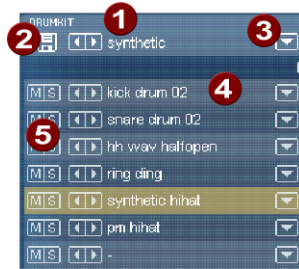 DRUMKIT
1
2
synthetic
3
M S kick drum 02
4
M S snare drum 02
5
hh wav halfopen
M S ring ding
M S synthetic hihat
M S pm hihat
M S -